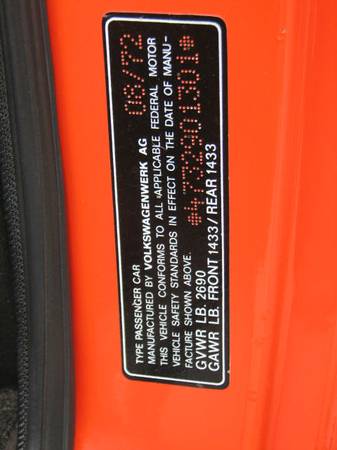 TYPE PASSENGER CAR 08/72
MANUFACTURED BY VOLKSWAGENWERK AG
THIS VEHICLE CONFORMS TO ALL APPLICABLE FEDERAL MOTOR
VEHICLE SAFETY STANDARDS IN EFFECT ON THE DATE OF MANU-
FACTURE SHOWN ABOVE. *4732901301*
GVWR LB. 2690
GAWR LB. FRONT 1433/ REAR 1433